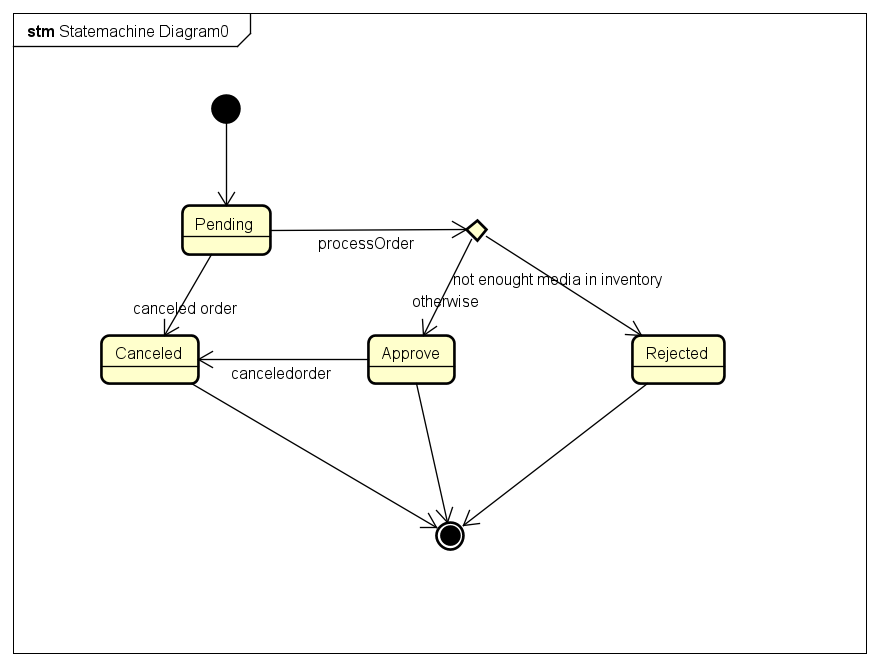 stm Statemachine Diagram0
Pending
processOrder
not enought media in inventory
otherwise
canceled order
Canceled
Approve
Rejected
canceledorder